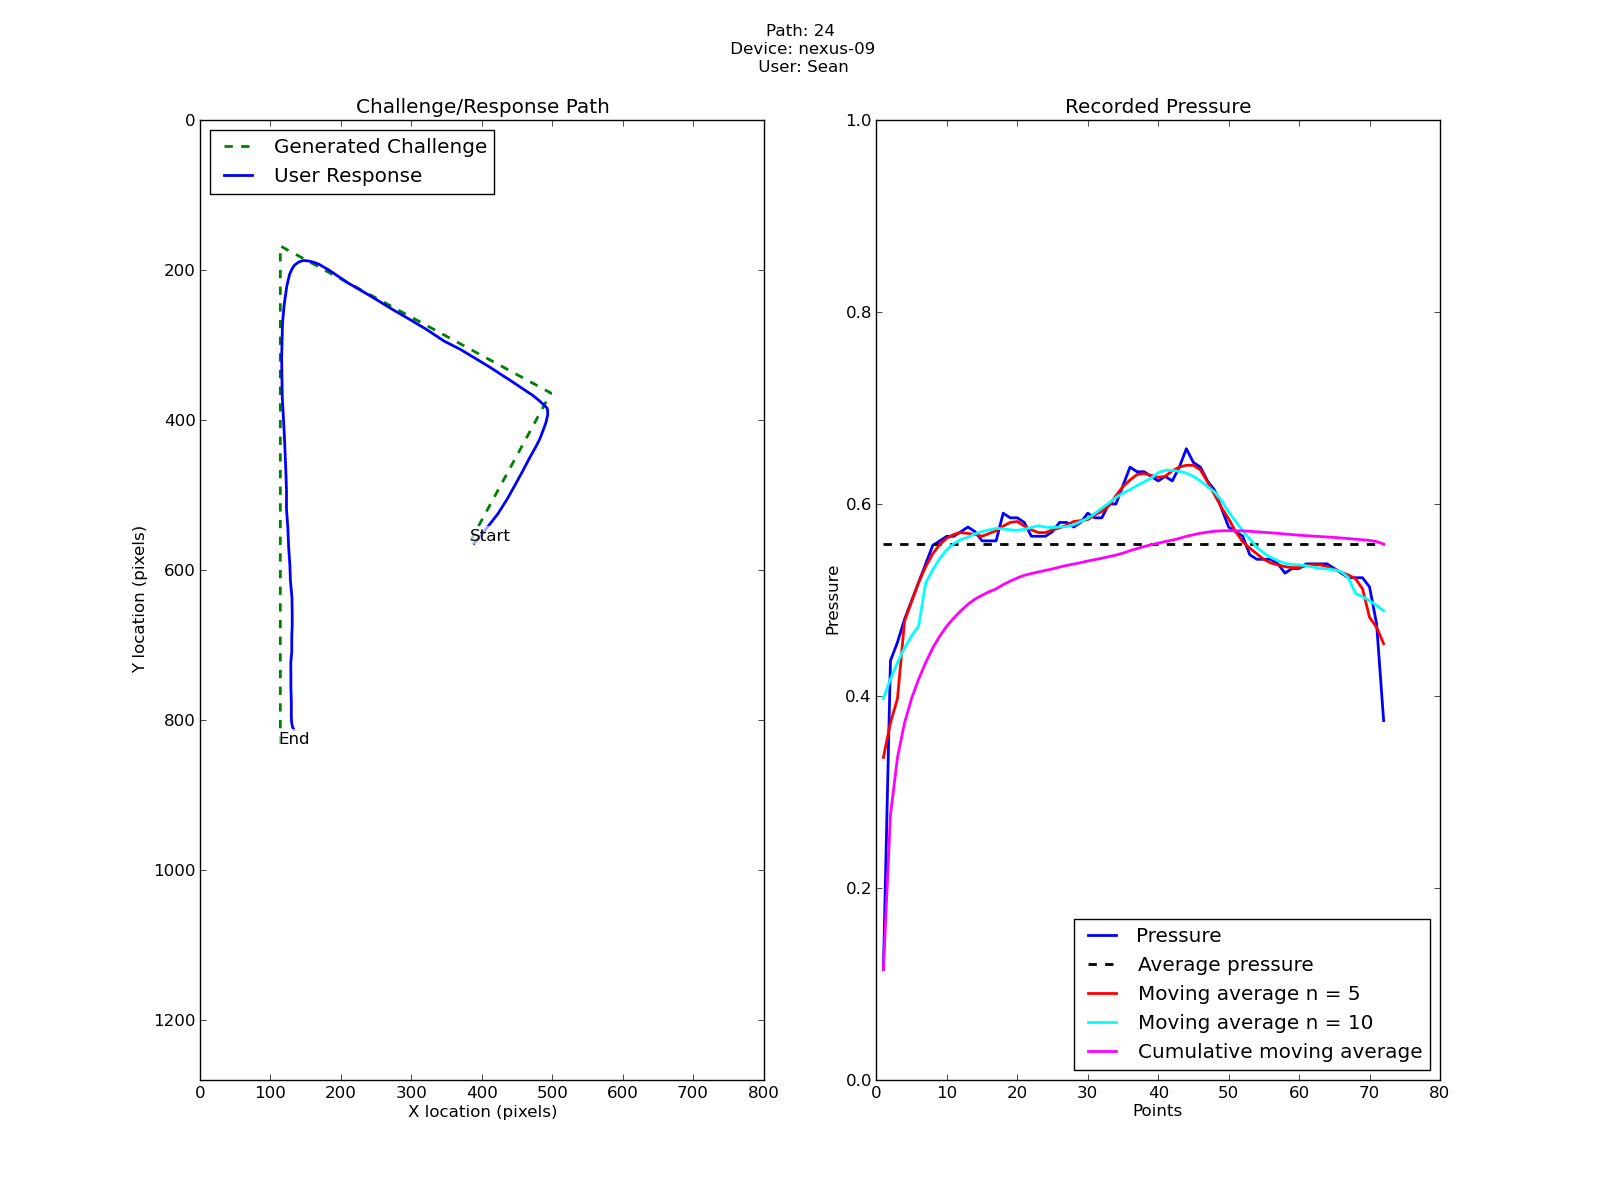 Path: 24
Device: nexus-09
User: Sean
Challenge/Response Path
Generated Challenge
User Response
0
200
400
600
800
1000
1200
Y location (pixels)
Start
End
0 100 200 300 400 500 600 700 800
X location (pixels)
Recorded Pressure
1.0
0.8
0.6
0.4
0.2
0.0
Pressure
Pressure
Average pressure
Moving average n = 5
Moving average n = 10
Cumulative moving average
0 10 20 30 40 50 60 70 80
Points